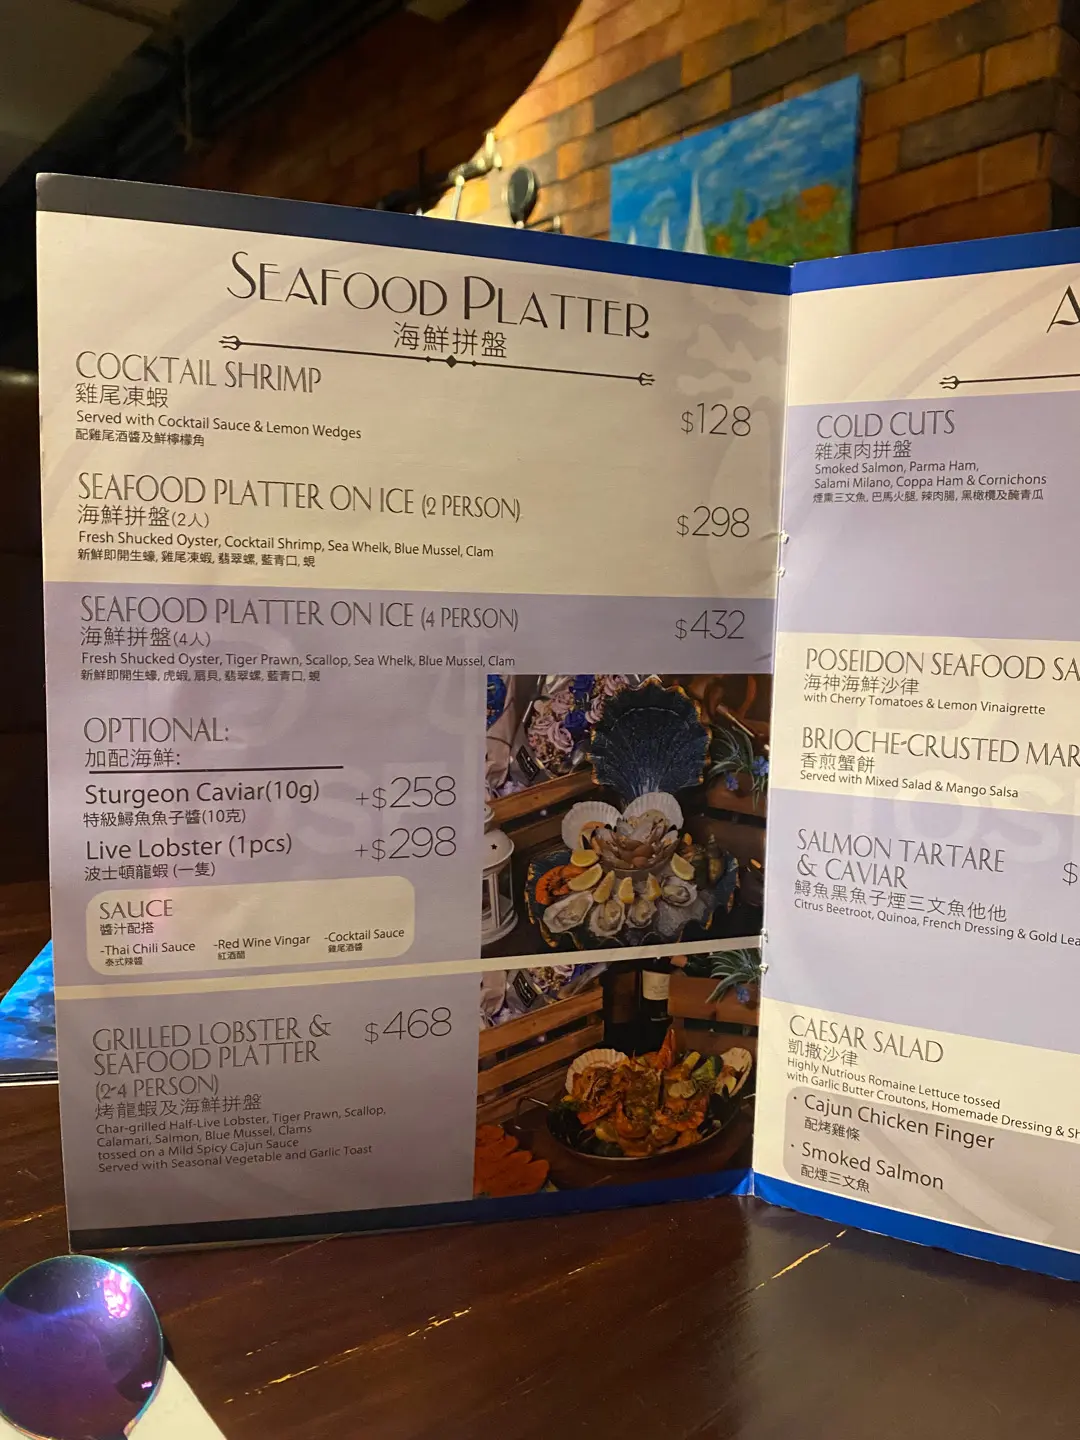 SEAFOOD PLATTER
海鮮拼盤
COCKTAIL SHRIMP
雞尾凍蝦
Served with Cocktail Sauce & Lemon Wedges
配雞尾酒醬及鮮檸檬角
$128
SEAFOOD PLATTER ON ICE (2 PERSON)
海鮮拼盤(2人)
Fresh Shucked Oyster, Cocktail Shrimp, Sea Whelk, Blue Mussel, Clam
新鮮即開生蠔, 雞尾凍蝦, 翡翠螺, 藍青口, 蜆
$298
SEAFOOD PLATTER ON ICE (4 PERSON)
海鮮拼盤(4人)
Fresh Shucked Oyster, Tiger Prawn, Scallop, Sea Whelk, Blue Mussel, Clam
新鮮即開生蠔, 虎蝦, 扇貝, 翡翠螺, 藍青口, 蜆
$432
OPTIONAL:
加配海鮮:
Sturgeon Caviar(10g) +$258
特級鱘魚魚子醬(10克)
Live Lobster (1pcs) +$298
波士頓龍蝦 (一隻)
SAUCE
醬汁配搭
-Thai Chili Sauce -Red Wine Vingar -Cocktail Sauce
泰式辣醬 紅酒醋 雞尾酒醬
GRILLED LOBSTER & $468
SEAFOOD PLATTER
(2-4 PERSON)
烤龍蝦及海鮮拼盤
Char-grilled Half-Live Lobster, Tiger Prawn, Scallop,
Calamari, Salmon, Blue Mussel, Clams
tossed on a Mild Spicy Cajun Sauce
Served with Seasonal Vegetable and Garlic Toast
A
COLD CUTS
雜凍肉拼盤
Smoked Salmon, Parma Ham,
Salami Milano, Coppa Ham & Cornichons
煙熏三文魚, 巴馬火腿, 辣肉腸, 黑橄欖及醃青瓜
POSEIDON SEAFOOD SA
海神海鮮沙律
with Cherry Tomatoes & Lemon Vinaigrette
BRIOCHE-CRUSTED MAR
香煎蟹餅
Served with Mixed Salad & Mango Salsa
SALMON TARTARE $
& CAVIAR
鱘魚黑魚子煙三文魚他他
Citrus Beetroot, Quinoa, French Dressing & Gold Lea
CAESAR SALAD
凱撒沙律
Highly Nutrious Romaine Lettuce tossed
with Garlic Butter Croutons, Homemade Dressing & Sh
· Cajun Chicken Finger
配烤雞條
· Smoked Salmon
配煙三文魚